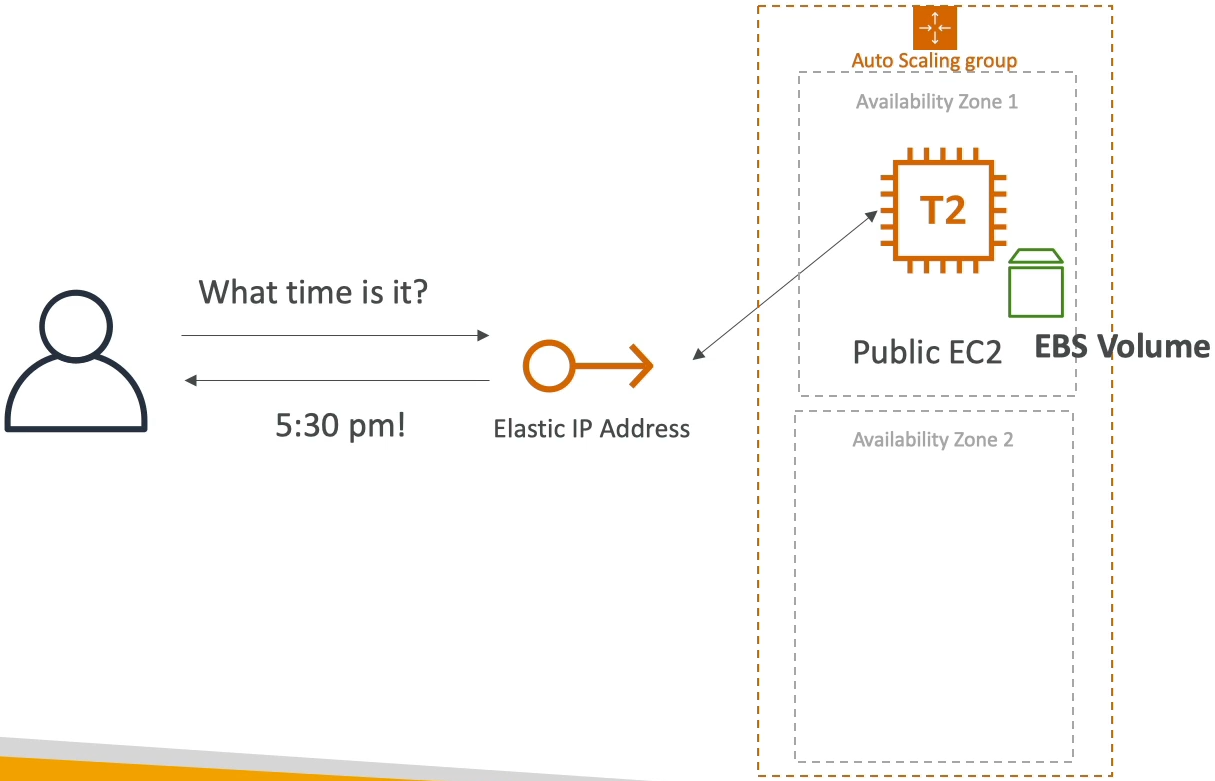 Auto Scaling group
Availability Zone 1
T2
What time is it?
Public EC2
EBS Volume
5:30 pm!
Elastic IP Address
Availability Zone 2